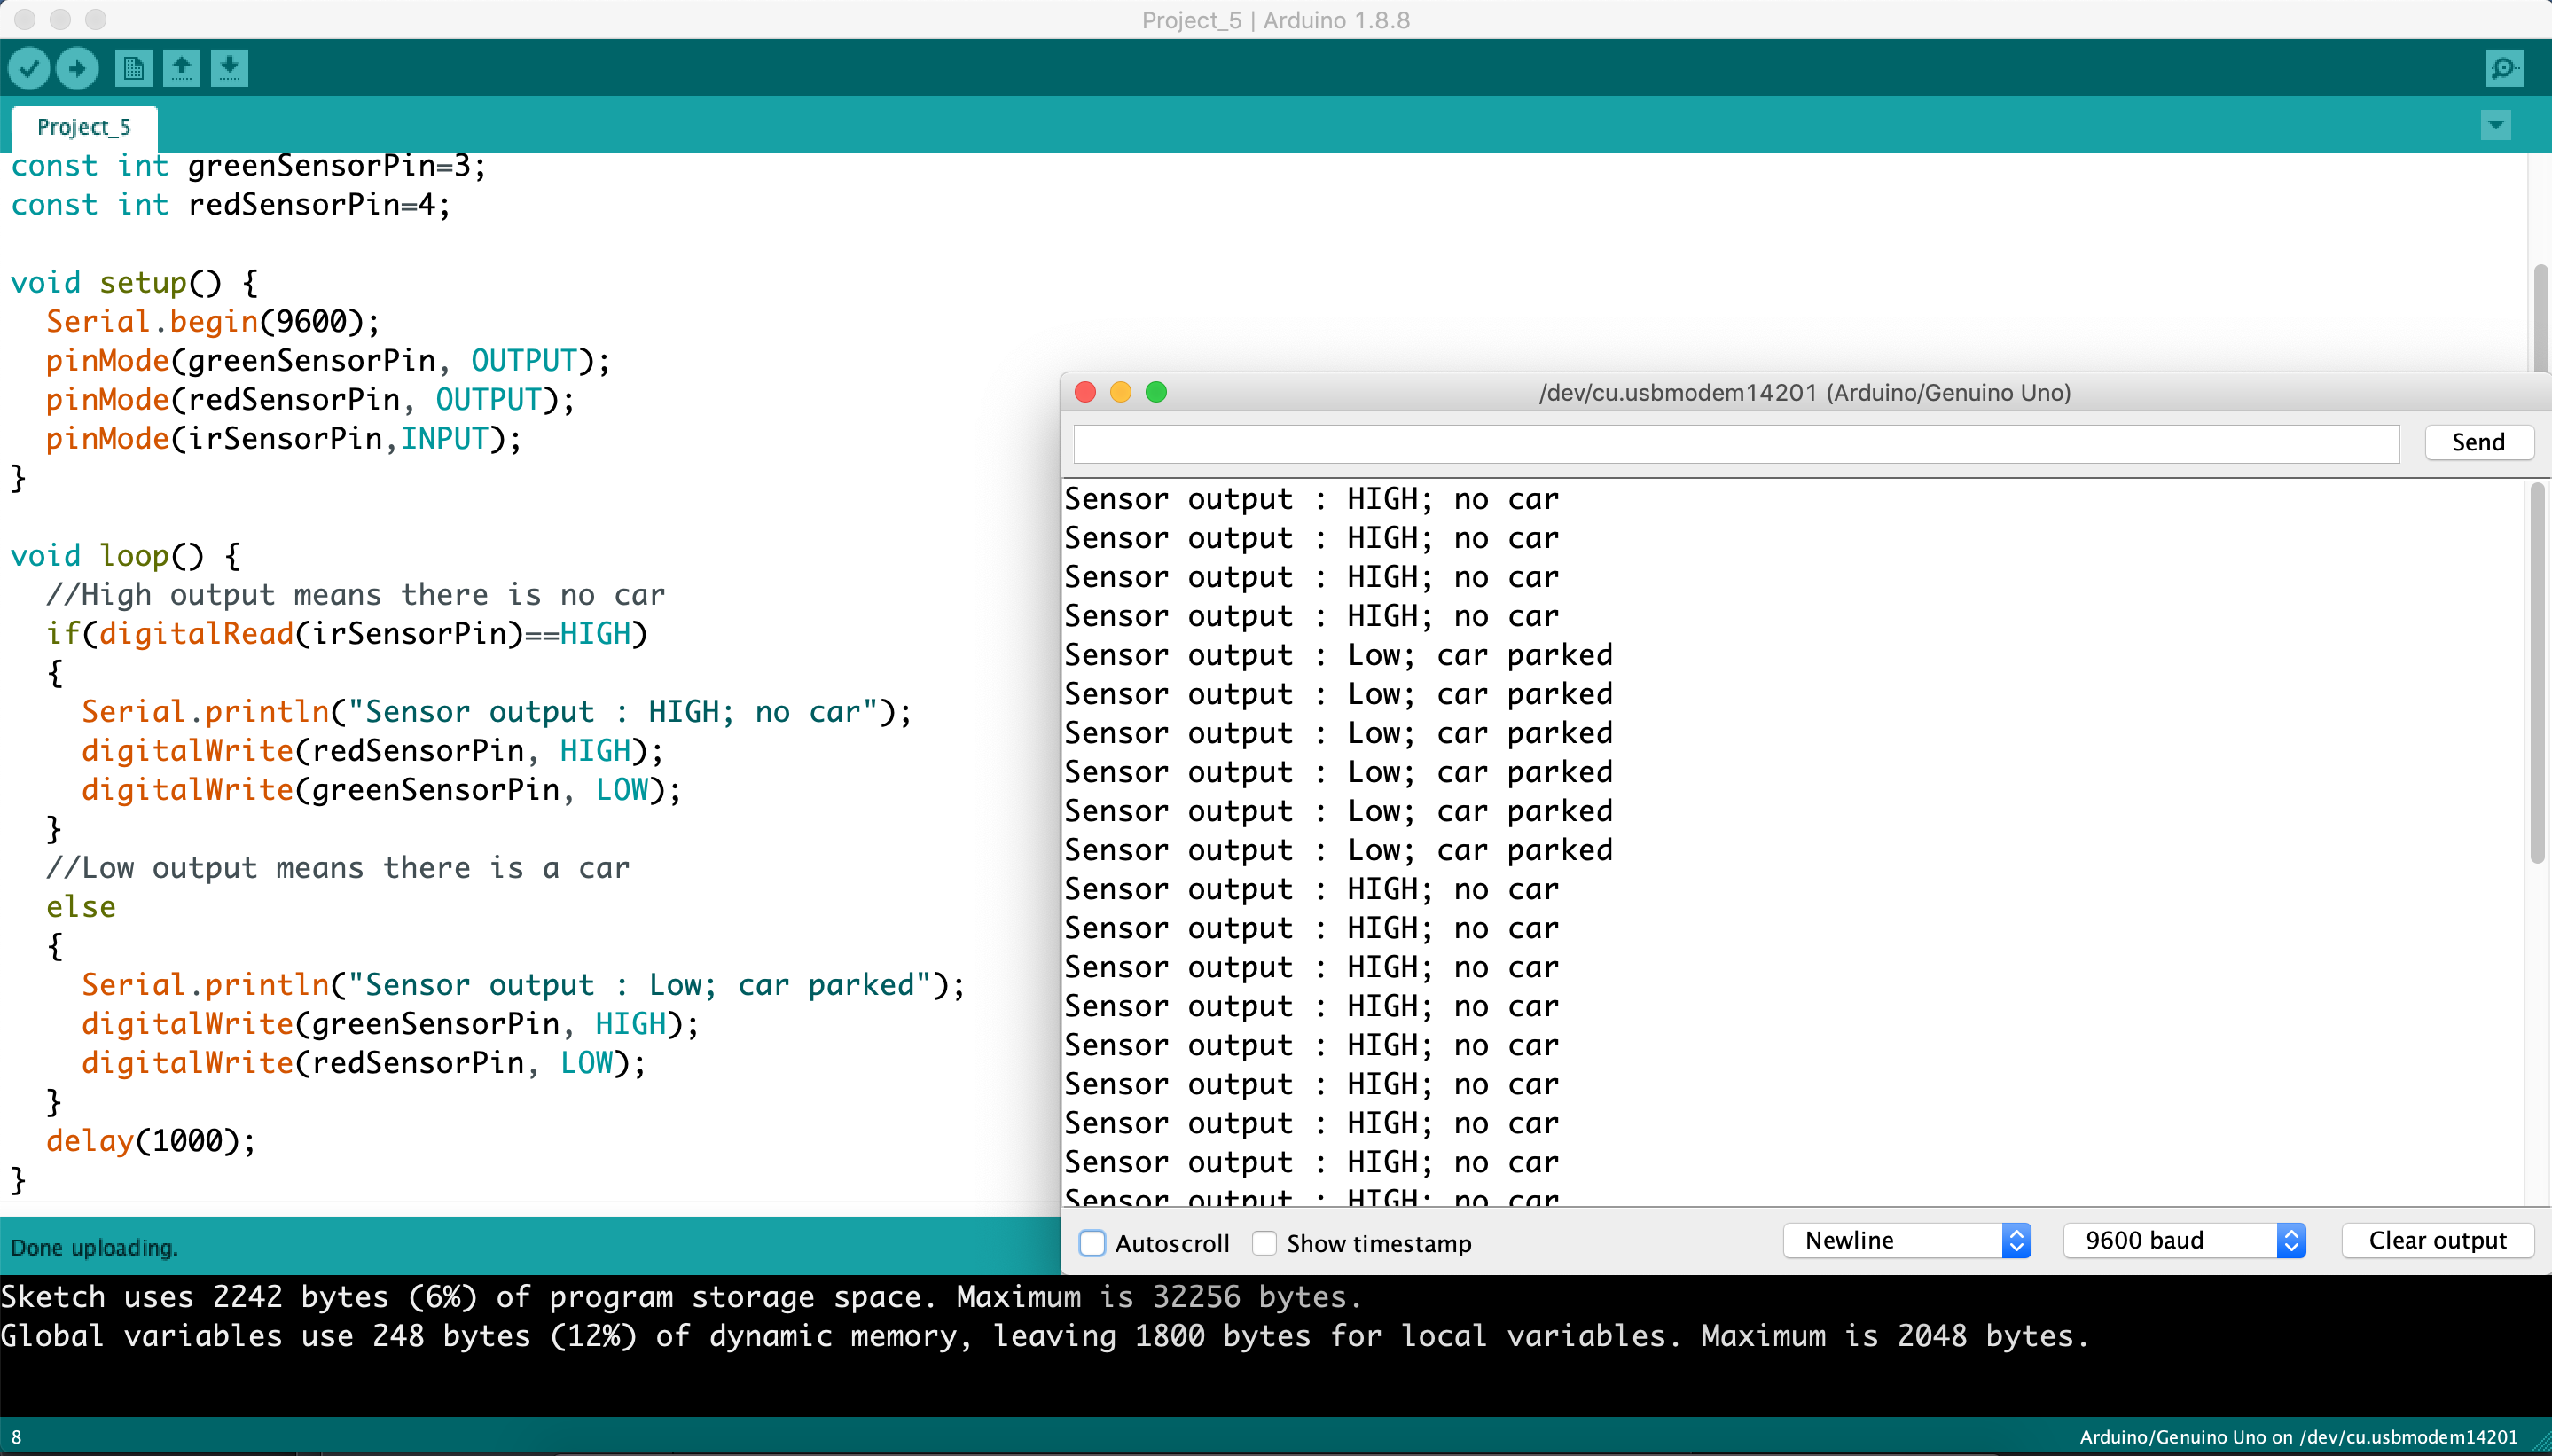 Project_5 | Arduino 1.8.8
Project_5
const int greenSensorPin=3;
const int redSensorPin=4;
void setup() {
  Serial.begin(9600);
  pinMode(greenSensorPin, OUTPUT);
  pinMode(redSensorPin, OUTPUT);
  pinMode(irSensorPin,INPUT);
}
void loop() {
  //High output means there is no car
  if(digitalRead(irSensorPin)==HIGH)
  {
    Serial.println("Sensor output : HIGH; no car");
    digitalWrite(redSensorPin, HIGH);
    digitalWrite(greenSensorPin, LOW);
  }
  //Low output means there is a car
  else
  {
    Serial.println("Sensor output : Low; car parked");
    digitalWrite(greenSensorPin, HIGH);
    digitalWrite(redSensorPin, LOW);
  }
  delay(1000);
}
/dev/cu.usbmodem14201 (Arduino/Genuino Uno)
Send
Sensor output : HIGH; no car
Sensor output : HIGH; no car
Sensor output : HIGH; no car
Sensor output : HIGH; no car
Sensor output : Low; car parked
Sensor output : Low; car parked
Sensor output : Low; car parked
Sensor output : Low; car parked
Sensor output : Low; car parked
Sensor output : Low; car parked
Sensor output : HIGH; no car
Sensor output : HIGH; no car
Sensor output : HIGH; no car
Sensor output : HIGH; no car
Sensor output : HIGH; no car
Sensor output : HIGH; no car
Sensor output : HIGH; no car
Sensor output : HIGH; no car
Sensor output : HIGH; no car
Autoscroll
Show timestamp
Newline
9600 baud
Clear output
Done uploading.
Sketch uses 2242 bytes (6%) of program storage space. Maximum is 32256 bytes.
Global variables use 248 bytes (12%) of dynamic memory, leaving 1800 bytes for local variables. Maximum is 2048 bytes.
8
Arduino/Genuino Uno on /dev/cu.usbmodem14201